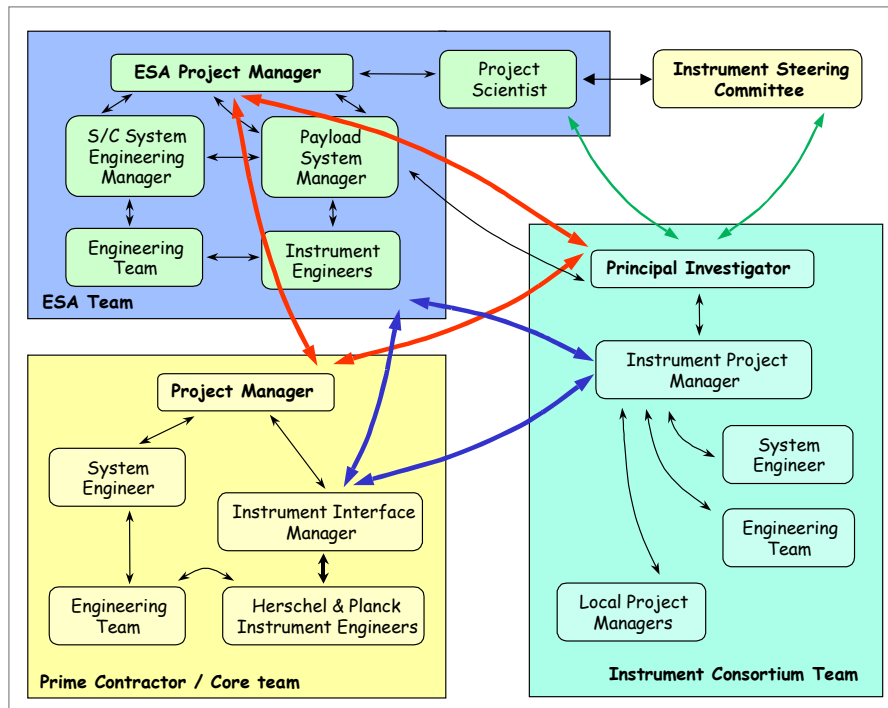 ESA Project Manager
Project
Scientist
Instrument Steering
Committee
S/C System
Engineering
Manager
Payload
System
Manager
Engineering
Team
Instrument
Engineers
ESA Team
Principal Investigator
Instrument Project
Manager
System
Engineer
Engineering
Team
Local Project
Managers
Instrument Consortium Team
Project Manager
System
Engineer
Instrument Interface
Manager
Engineering
Team
Herschel & Planck
Instrument Engineers
Prime Contractor / Core team